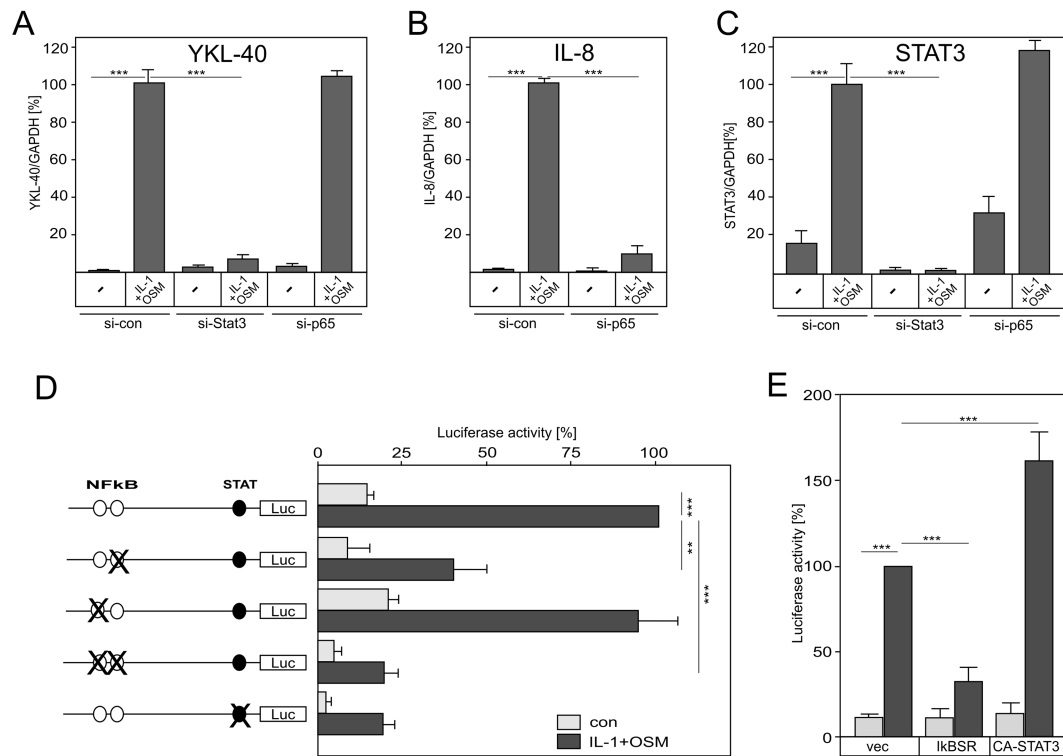 A
YKL-40
YKL-40/GAPDH [%]
120
100
80
60
40
20
***
***
-
IL-1
+OSM
-
IL-1
+OSM
-
IL-1
+OSM
si-con
si-Stat3
si-p65
B
IL-8
IL-8/GAPDH [%]
120
100
80
60
40
20
***
***
-
IL-1
+OSM
-
IL-1
+OSM
si-con
si-p65
C
STAT3
STAT3/GAPDH[%]
120
100
80
60
40
20
***
***
-
IL-1
+OSM
-
IL-1
+OSM
-
IL-1
+OSM
si-con
si-Stat3
si-p65
D
Luciferase activity [%]
0 25 50 75 100
NFkB STAT
Luc
X Luc
X Luc
X X Luc
X Luc
***
**
***
con
IL-1+OSM
E
Luciferase activity [%]
200
150
100
50
0
***
***
***
vec IkBSR CA-STAT3